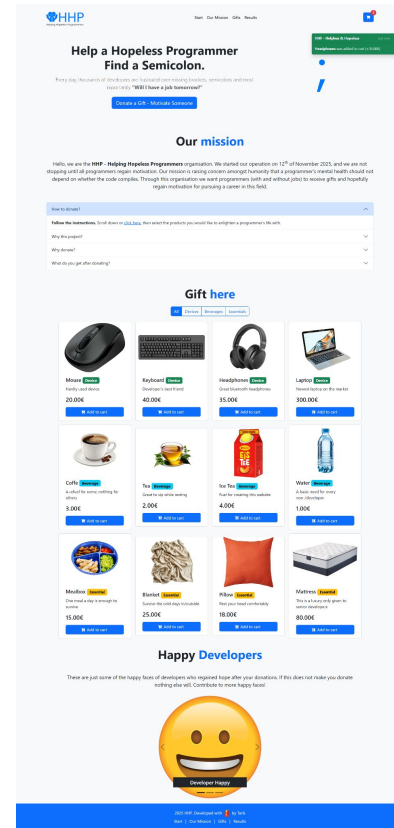 HHP
Helping Hopeless Programmers
Start Our Mission Gifts Results
HHP - Helpless & Hopeless
Headphones was added to cart (+35.00€)
Help a Hopeless Programmer
Find a Semicolon.
Every day, thousands of developers are frustrated over missing brackets, semicolons and most
importantly "Will I have a job tomorrow?"
Donate a Gift - Motivate Someone
;
Our mission
Hello, we are the HHP - Helping Hopeless Programmers organisation. We started our operation on 12th of November 2025, and we are not
stopping until all programmers regain motivation. Our mission is raising concern amongst humanity that a programmer's mental health should not
depend on whether the code compiles. Through this organisation we want programmers (with and without jobs) to receive gifts and hopefully
regain motivation for pursuing a career in this field.
How to donate?
Follow the instructions. Scroll down or click here, then select the products you would like to enlighten a programmer's life with.
Why this project?
Why donate?
What do you get after donating?
Gift here
All Devices Beverages Essentials
Mouse Device
Hardly used device
20.00€
Add to cart
Keyboard Device
Developer's best friend
40.00€
Add to cart
Headphones Device
Great bluetooth headphones
35.00€
Add to cart
Laptop Device
Newest laptop on the market
300.00€
Add to cart
Coffe Beverage
A relief for some, nothing for
others
3.00€
Add to cart
Tea Beverage
Great to sip while resting
2.00€
Add to cart
EIS
TEE
Ice Tea Beverage
Fuel for creating this website
4.00€
Add to cart
Water Beverage
A basic need for every
non-/developer
1.00€
Add to cart
Mealbox Essential
One meal a day is enough to
survive
15.00€
Add to cart
Blanket Essential
Survive the cold days in/outside
25.00€
Add to cart
Pillow Essential
Rest your head comfortably
18.00€
Add to cart
Mattress Essential
This is a luxury only given to
senior developers
80.00€
Add to cart
Happy Developers
These are just some of the happy faces of developers who regained hope after your donations. If this does not make you donate
nothing else will. Contribute to more happy faces!
Developer Happy
2025 HHP. Developed with by Tark
Start | Our Mission | Gifts | Results